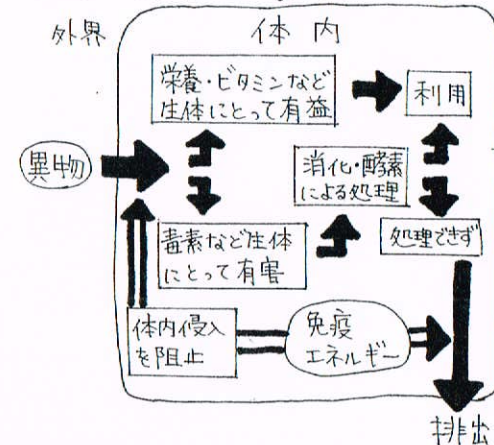 外界
体内
栄養・ビタミンなど
生体にとって有益
利用
異物
消化・酵素
による処理
毒素など生体
にとって有害
処理できず
体内侵入
を阻止
免疫
エネルギー
排出